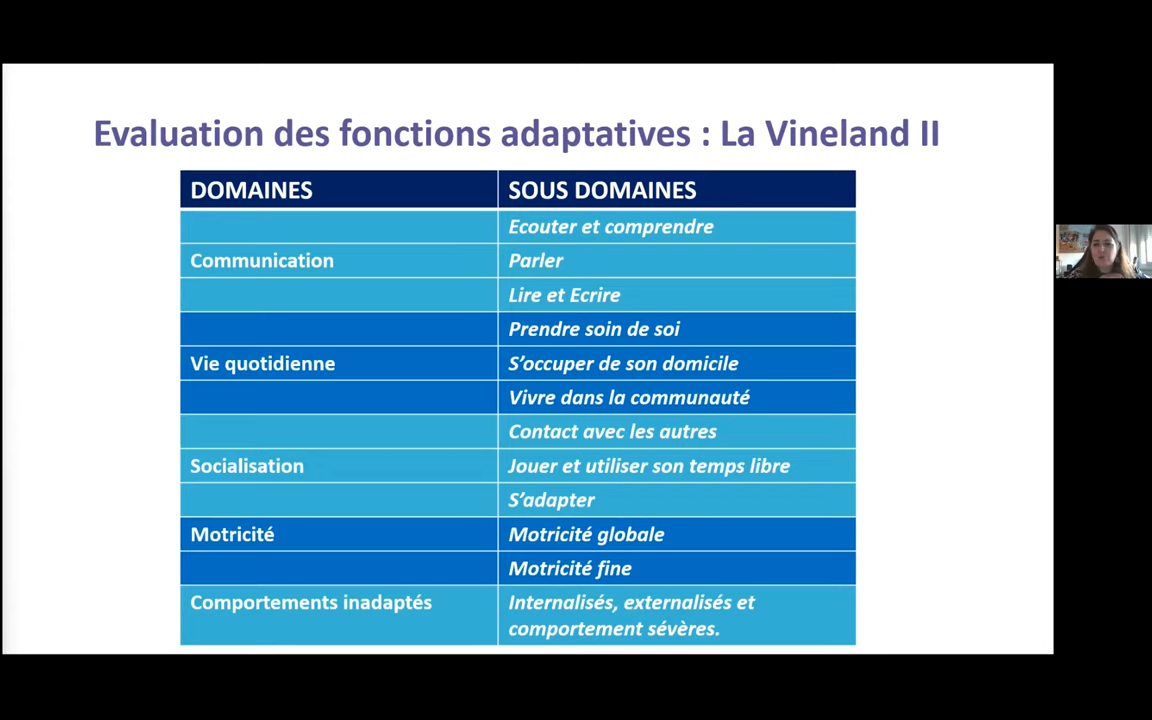 Evaluation des fonctions adaptatives : La Vineland II
DOMAINES SOUS DOMAINES
Ecouter et comprendre
Communication Parler
Lire et Ecrire
Prendre soin de soi
Vie quotidienne S’occuper de son domicile
Vivre dans la communauté
Contact avec les autres
Socialisation Jouer et utiliser son temps libre
S’adapter
Motricité Motricité globale
Motricité fine
Comportements inadaptés Internalisés, externalisés et
comportement sévères.